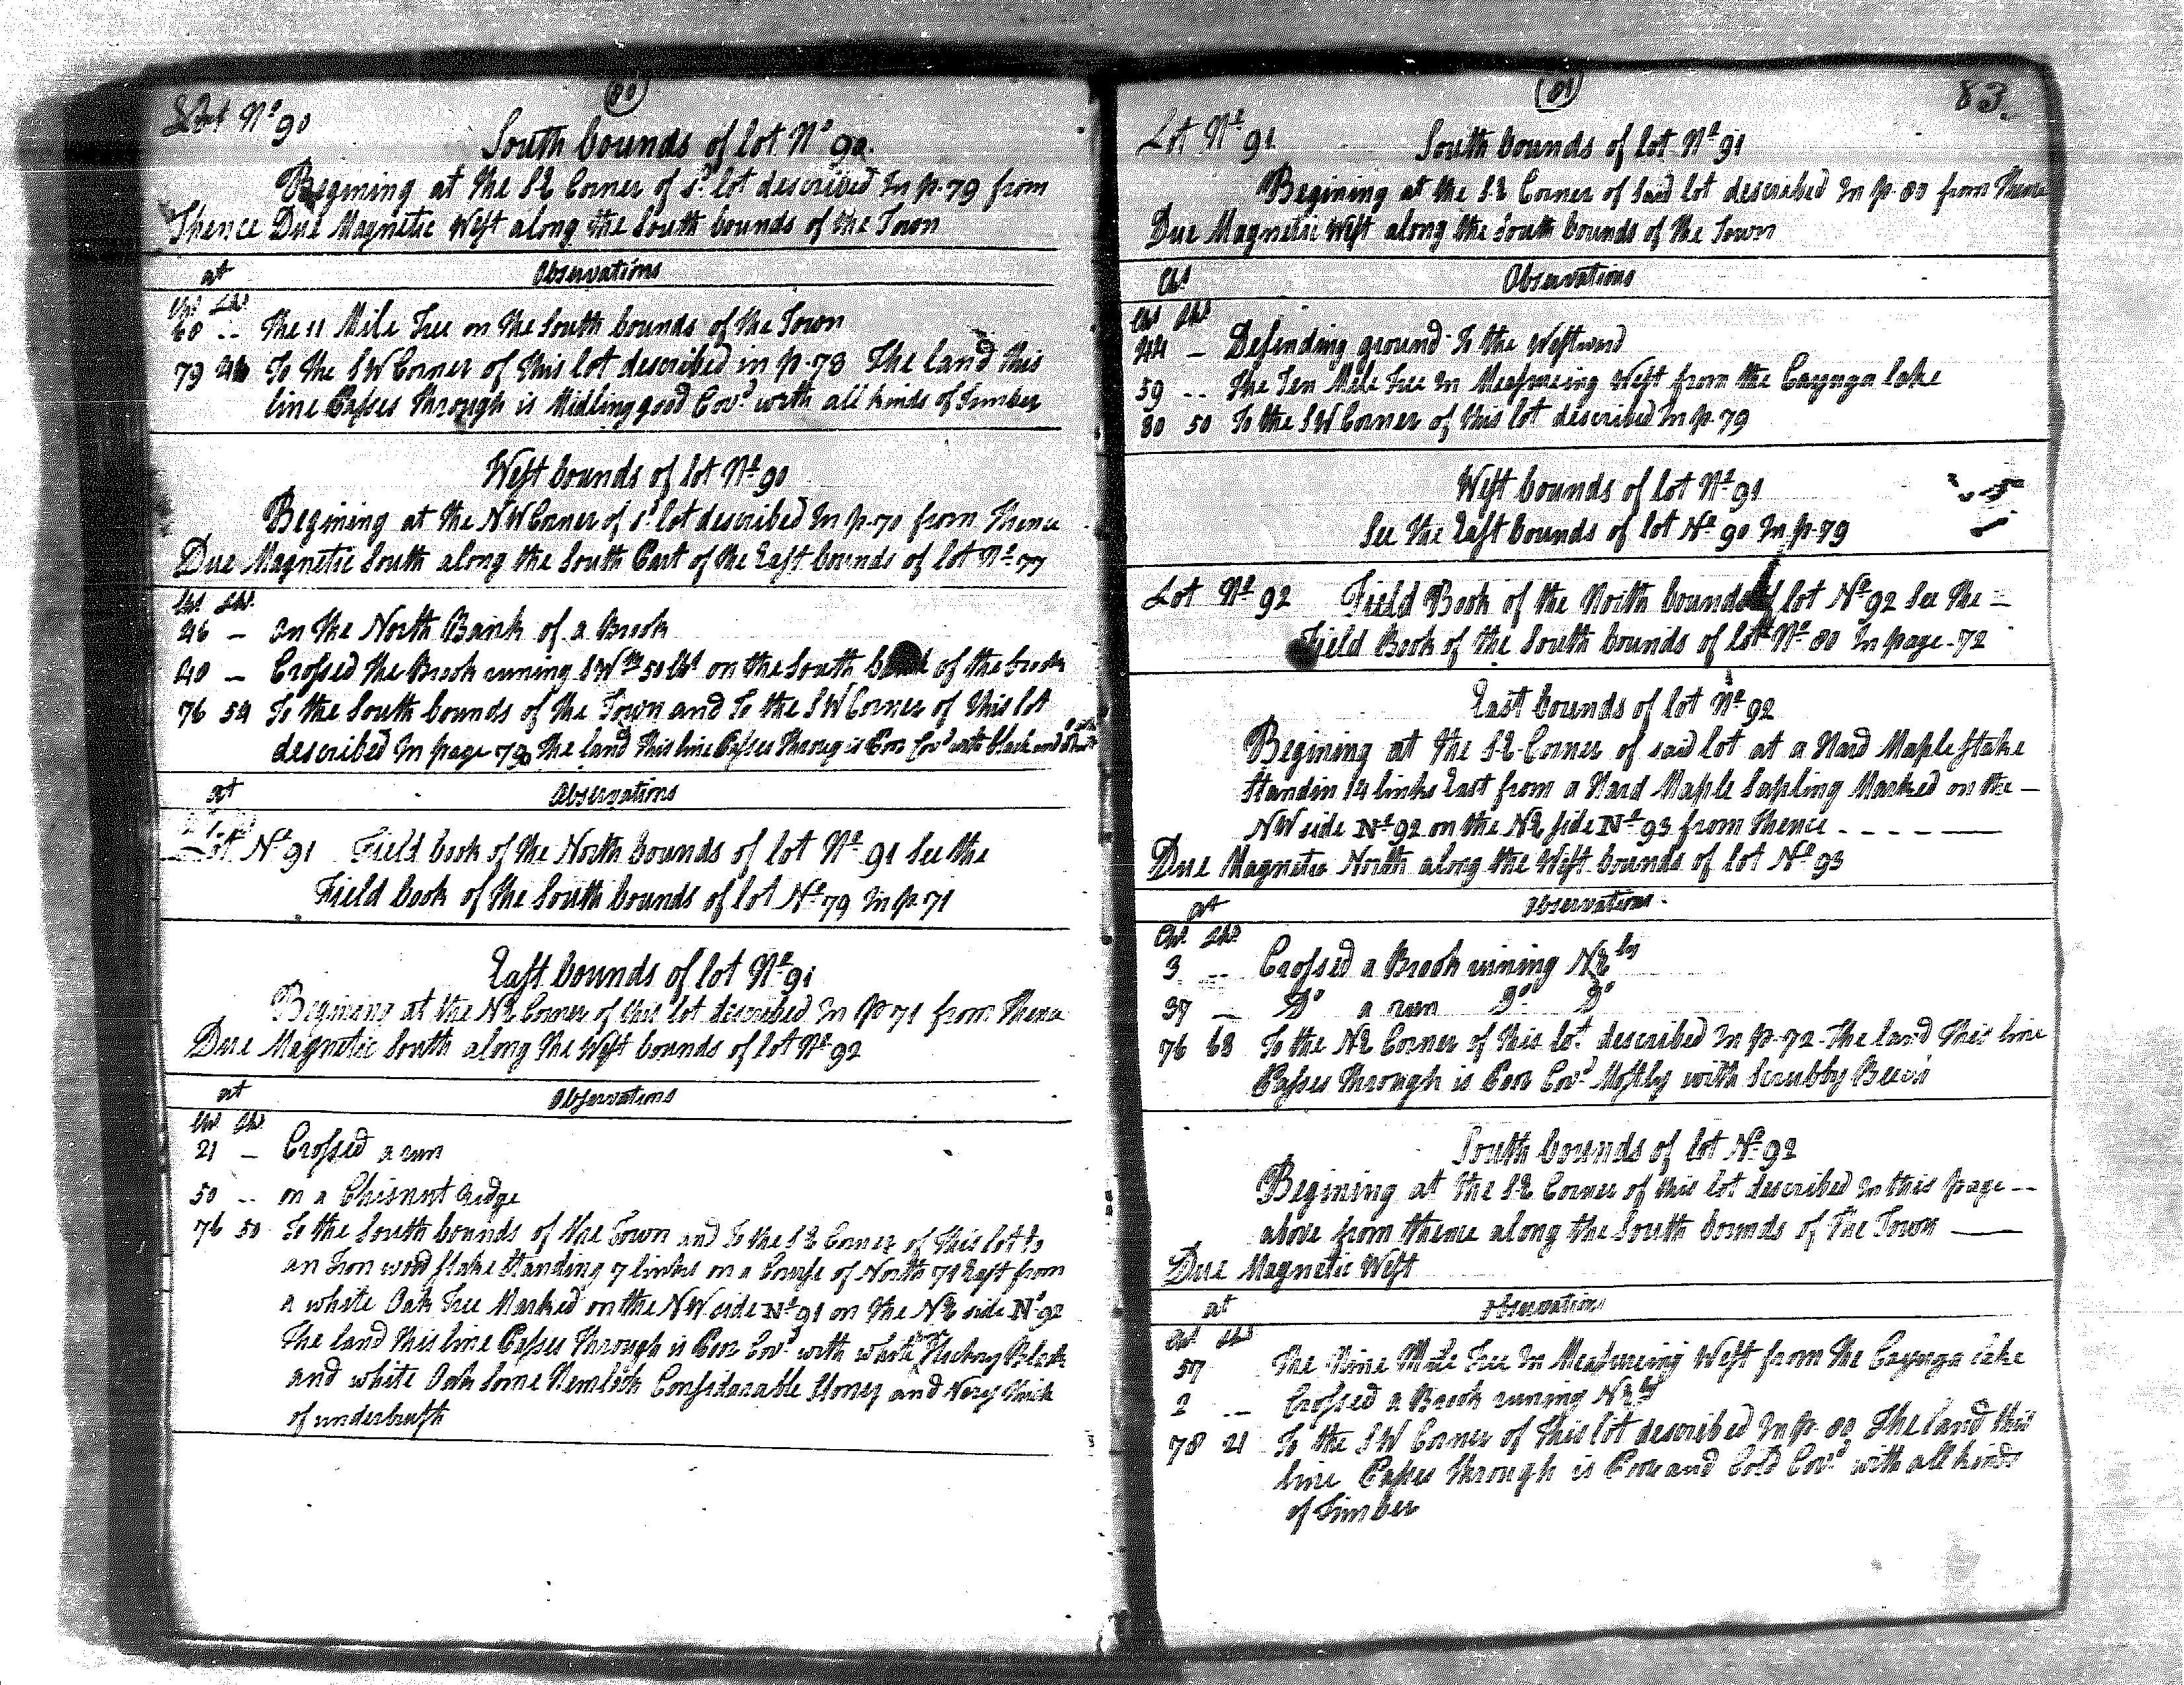 (80)
Lot No 90
South bounds of lot No 90.
Begining at the SE Corner of sd lot described In p. 79 from
Thence Due Magnetic West along the South bounds of the Town
at Observations
Chs Lks
60 -- The 11 Mile Tree on the South bounds of the Town
79 To the SW Corner of this lot described in p. 78 The land this
line Passes through is Midling good Covd with all kinds of Timber
West bounds of lot No 90
Begining at the NW Corner of sd lot described In p. 70 from Thence
Due Magnetic South along the South Part of the East bounds of lot No 77
Chs Lks
On the North Bank of a Brook
40 — Crossed the Brook runing SWly 50 lks on the South bank of the brook
76 54 To the South bounds of the Town and To the SW Corner of this lot
described In page the land this line Passes throug is Poor Covd with black and
at Observations
Lot No 91 Field book of the North bounds of lot No 91 See the
Field book of the South bounds of lot No 79 In p. 71
East bounds of lot No 91
Begining at the NE Corner of this lot described In p 71 from Thence
Due Magnetic South along the West bounds of lot No 92
at Observations
Chs Lks
21 — Crossed a run
50 -- on a Chisnut ridge
76 50 To the South bounds of the Town and To the SE Corner of this lot to
an Iron wood stake Standing 7 links on a Course of North 71 East from
a white Oak Tree Marked on the NW side No 91 on the NE side No 92
The land this line Passes through is Poor Covd with white Hickory Black
and white Oak Some Hemlock Considarable Stoney and Very thick
of underbrush
(81)
83.
Lot No 91 South bounds of lot No 91
Begining at the SE Corner of Said lot described In p. 80 from Thence
Due Magnetic West along the South bounds of the Town
at Observations
Chs Lks
44 — Desending ground To the Westward
59 -- The Ten Mile Tree In Measureing West from the Cayuga lake
80 50 To the SW Corner of this lot described In p. 79
West bounds of lot No 91
See the East bounds of lot No 90 In p. 79
Lot No 92 Field Book of the North bounds of lot No 92 See the —
Field Book of the South bounds of lot No 80 In page - 72
East bounds of lot No 92
Begining at the SE Corner of said lot at a Hard Maple Stake
Standin 14 links East from a Hard Maple Sapling Marked on the —
NW side No 92 on the NE side No 93 from thence - - - - — —
Due Magnetic North along the West bounds of lot No 93
at Observations
Chs Lks
3 -- Crossed a Brook runing NEly
37 — Do a run Do Do
76 68 To the NE Corner of this lot described In p. 72 - The land this line
Passes through is Poor Covd Mostly with Scrubby Beech
South bounds of lot No 92
Begining at the SE Corner of this lot described In this page --
above from thence along the South bounds of The Town —
Due Magnetic West
at Observations
Chs Lks
57 The Nine Mile Tree In Measureing West from the Cayuga lake
2 -- Crossed a Brook runing NEly
78 21 To the SW Corner of this lot described In p. 80 The land this
line Passes through is Poor and Cold Covd with all kinds
of Timber